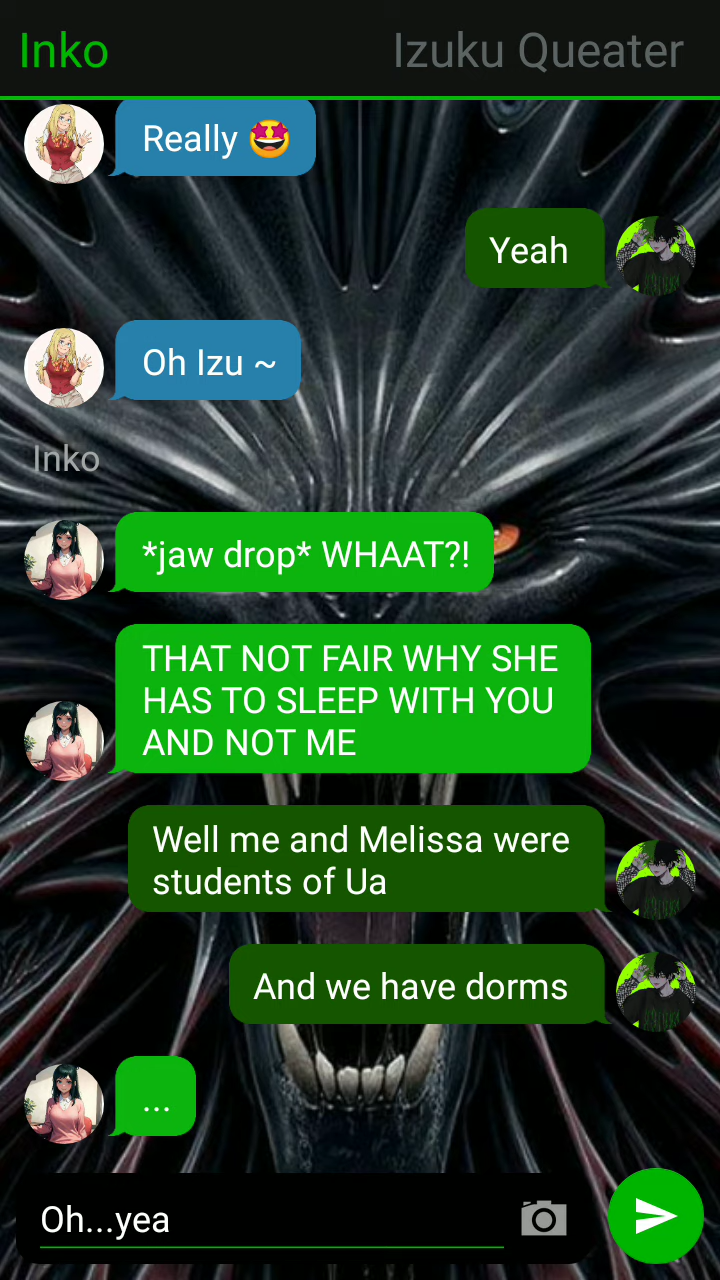 Inko
Izuku Queater
Really 🤩
Yeah
Oh Izu ~
Inko
*jaw drop* WHAAT?!
THAT NOT FAIR WHY SHE
HAS TO SLEEP WITH YOU
AND NOT ME
Well me and Melissa were
students of Ua
And we have dorms
...
Oh...yea